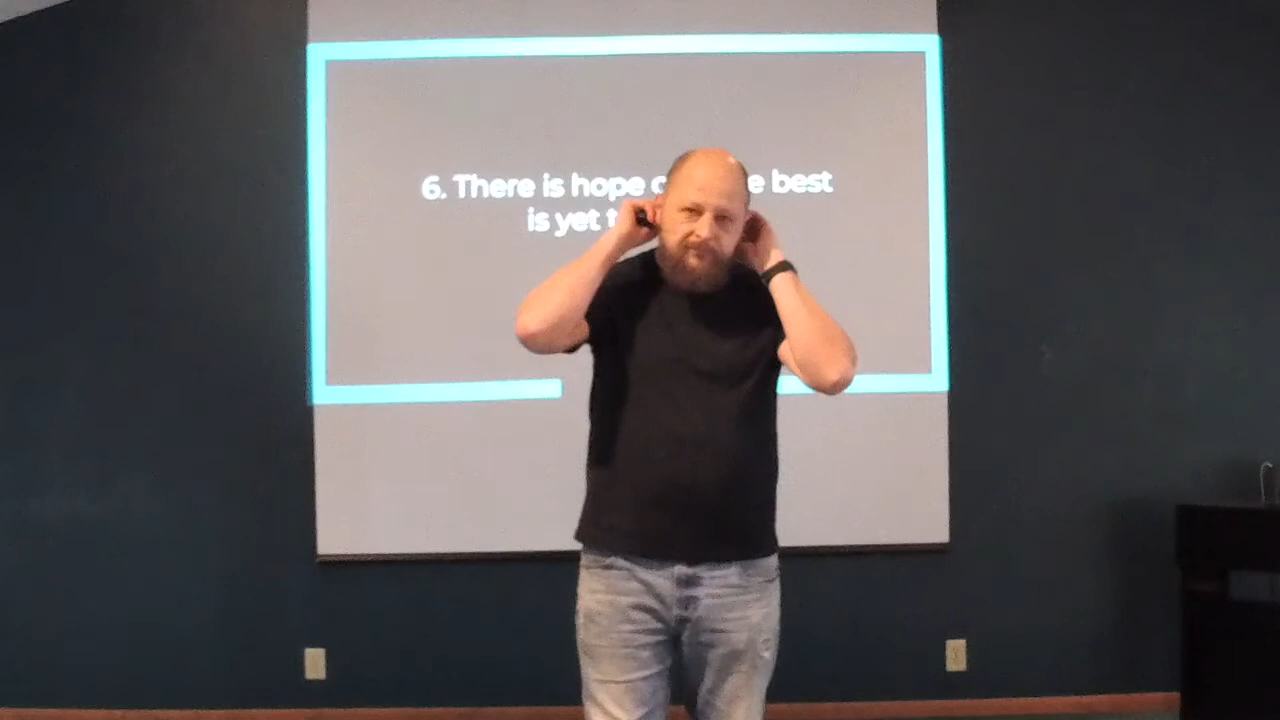 6. There is hope best
is yet